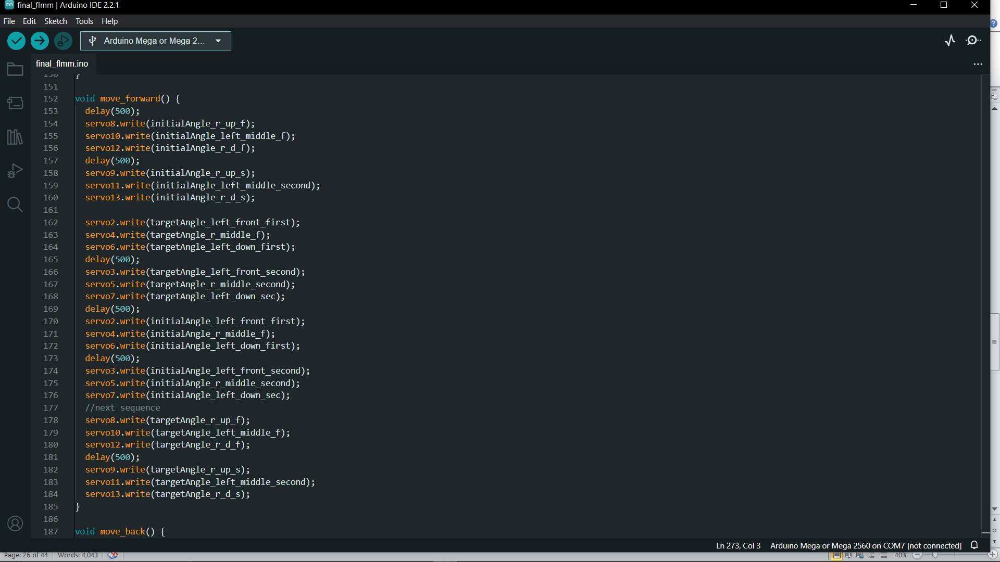 final_flmm | Arduino IDE 2.2.1
File Edit Sketch Tools Help
Arduino Mega or Mega 2...
final_flmm.ino
150 }
151
152 void move_forward() {
153 delay(500);
154 servo8.write(initialAngle_r_up_f);
155 servo10.write(initialAngle_left_middle_f);
156 servo12.write(initialAngle_r_d_f);
157 delay(500);
158 servo9.write(initialAngle_r_up_s);
159 servo11.write(initialAngle_left_middle_second);
160 servo13.write(initialAngle_r_d_s);
161
162 servo2.write(targetAngle_left_front_first);
163 servo4.write(targetAngle_r_middle_f);
164 servo6.write(targetAngle_left_down_first);
165 delay(500);
166 servo3.write(targetAngle_left_front_second);
167 servo5.write(targetAngle_r_middle_second);
168 servo7.write(targetAngle_left_down_sec);
169 delay(500);
170 servo2.write(initialAngle_left_front_first);
171 servo4.write(initialAngle_r_middle_f);
172 servo6.write(initialAngle_left_down_first);
173 delay(500);
174 servo3.write(initialAngle_left_front_second);
175 servo5.write(initialAngle_r_middle_second);
176 servo7.write(initialAngle_left_down_sec);
177 //next sequence
178 servo8.write(targetAngle_r_up_f);
179 servo10.write(targetAngle_left_middle_f);
180 servo12.write(targetAngle_r_d_f);
181 delay(500);
182 servo9.write(targetAngle_r_up_s);
183 servo11.write(targetAngle_left_middle_second);
184 servo13.write(targetAngle_r_d_s);
185 }
186
187 void move_back() {
Ln 273, Col 3 Arduino Mega or Mega 2560 on COM7 [not connected]
Page: 26 of 44 Words: 4,043 40%